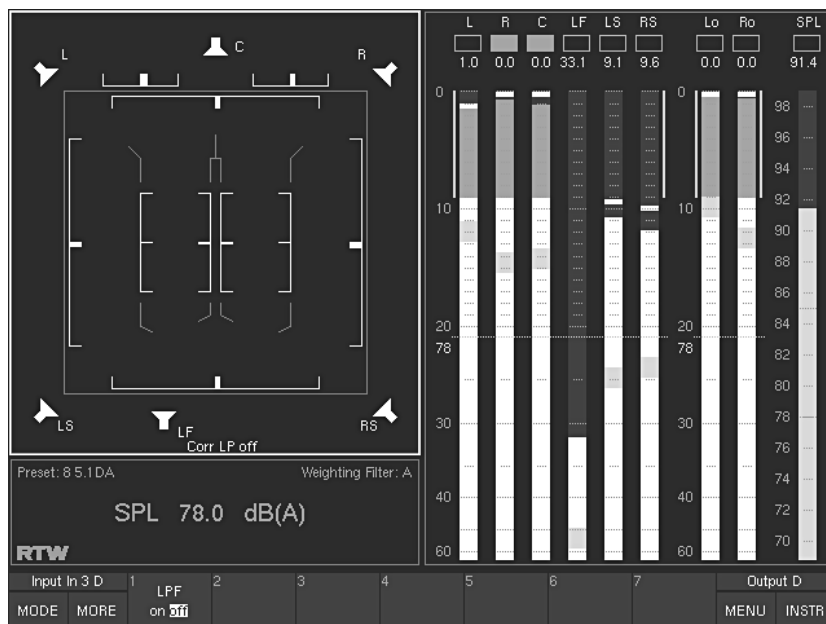 L R C LF LS RS Lo Ro SPL
1.0 0.0 0.0 33.1 9.1 9.6 0.0 0.0 91.4
C
L
R
LS
LF
RS
Corr LP off
0
10
20
78
30
40
60
0
10
20
78
30
40
60
98
96
94
92
90
88
86
84
82
80
78
76
74
72
70
Preset: 8 5.1DA Weighting Filter: A
SPL 78.0 dB(A)
RTW
Input In 3 D 1 2 3 4 5 6 7 Output D
LPF
MODE MORE on off MENU INSTR